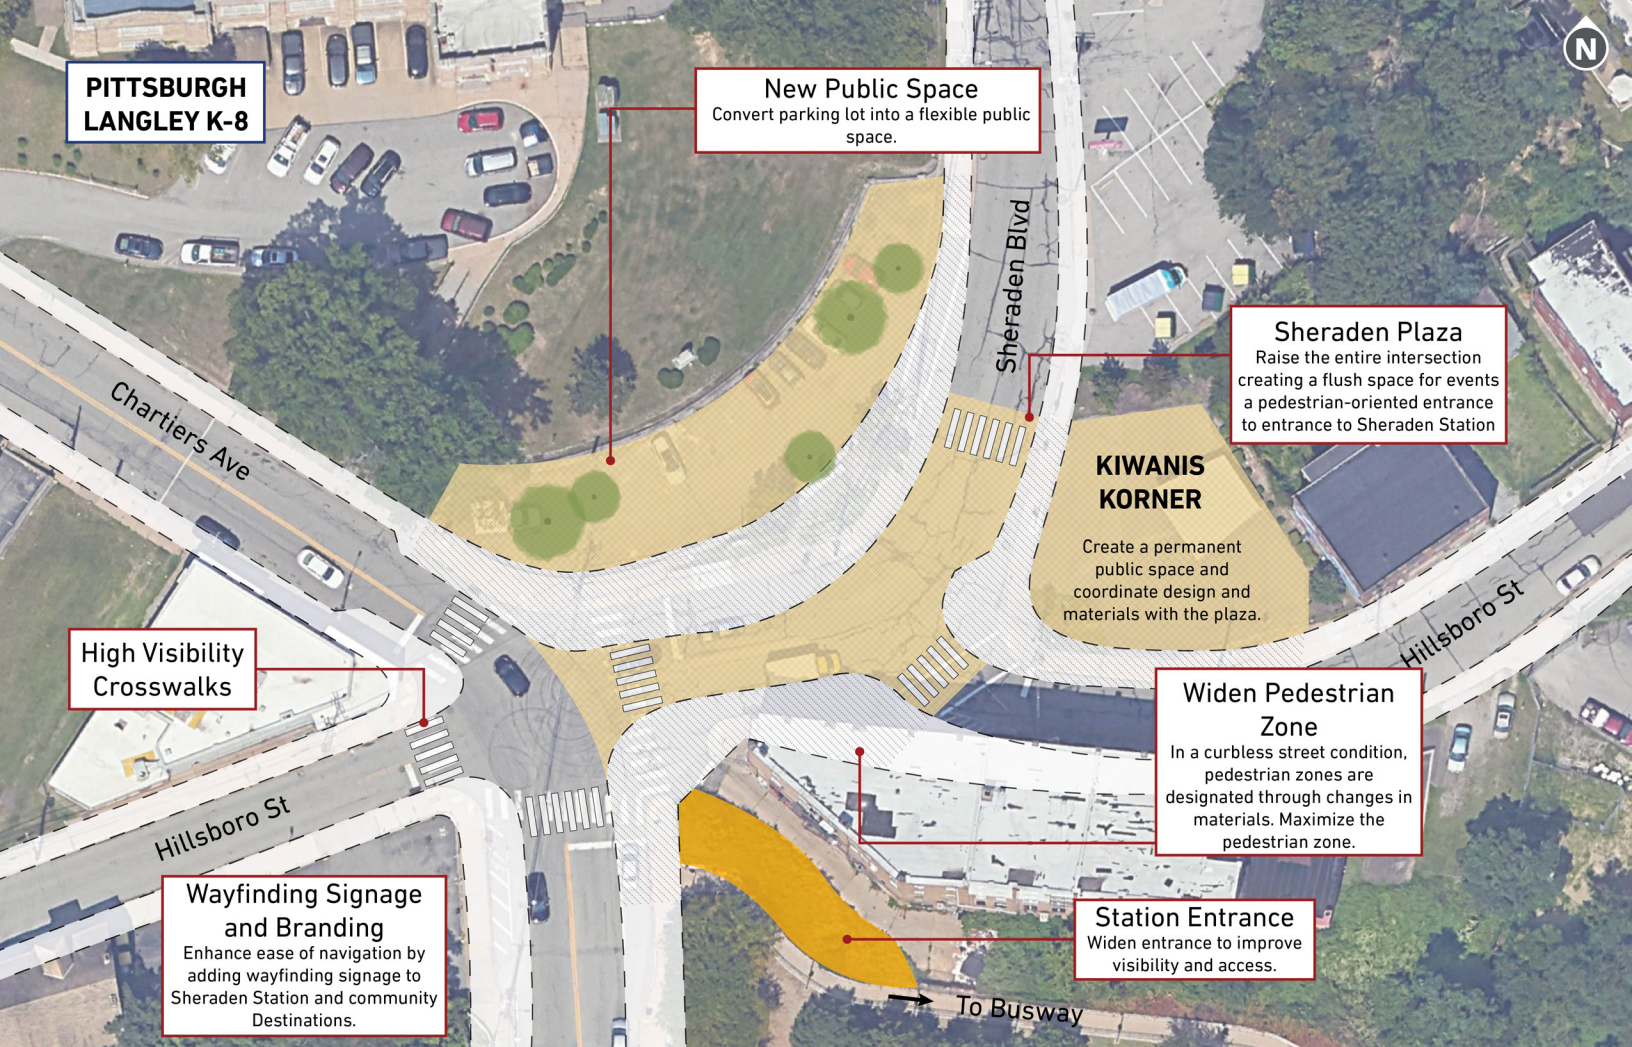 N
PITTSBURGH
LANGLEY K-8
New Public Space
Convert parking lot into a flexible public
space.
Sheraden Blvd
Sheraden Plaza
Raise the entire intersection
creating a flush space for events
a pedestrian-oriented entrance
to entrance to Sheraden Station
Chartiers Ave
KIWANIS
KORNER
Create a permanent
public space and
coordinate design and
materials with the plaza.
Hillsboro St
High Visibility
Crosswalks
Widen Pedestrian
Zone
In a curbless street condition,
pedestrian zones are
designated through changes in
materials. Maximize the
pedestrian zone.
Hillsboro St
Wayfinding Signage
and Branding
Enhance ease of navigation by
adding wayfinding signage to
Sheraden Station and community
Destinations.
Station Entrance
Widen entrance to improve
visibility and access.
To Busway